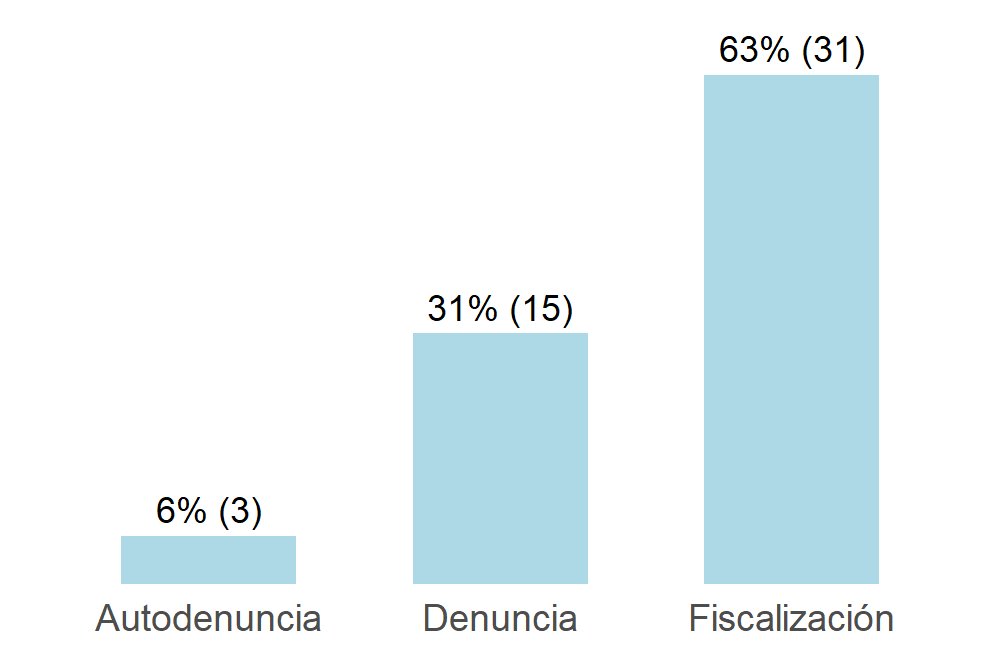 63% (31)
31% (15)
6% (3)
Autodenuncia
Denuncia
Fiscalización